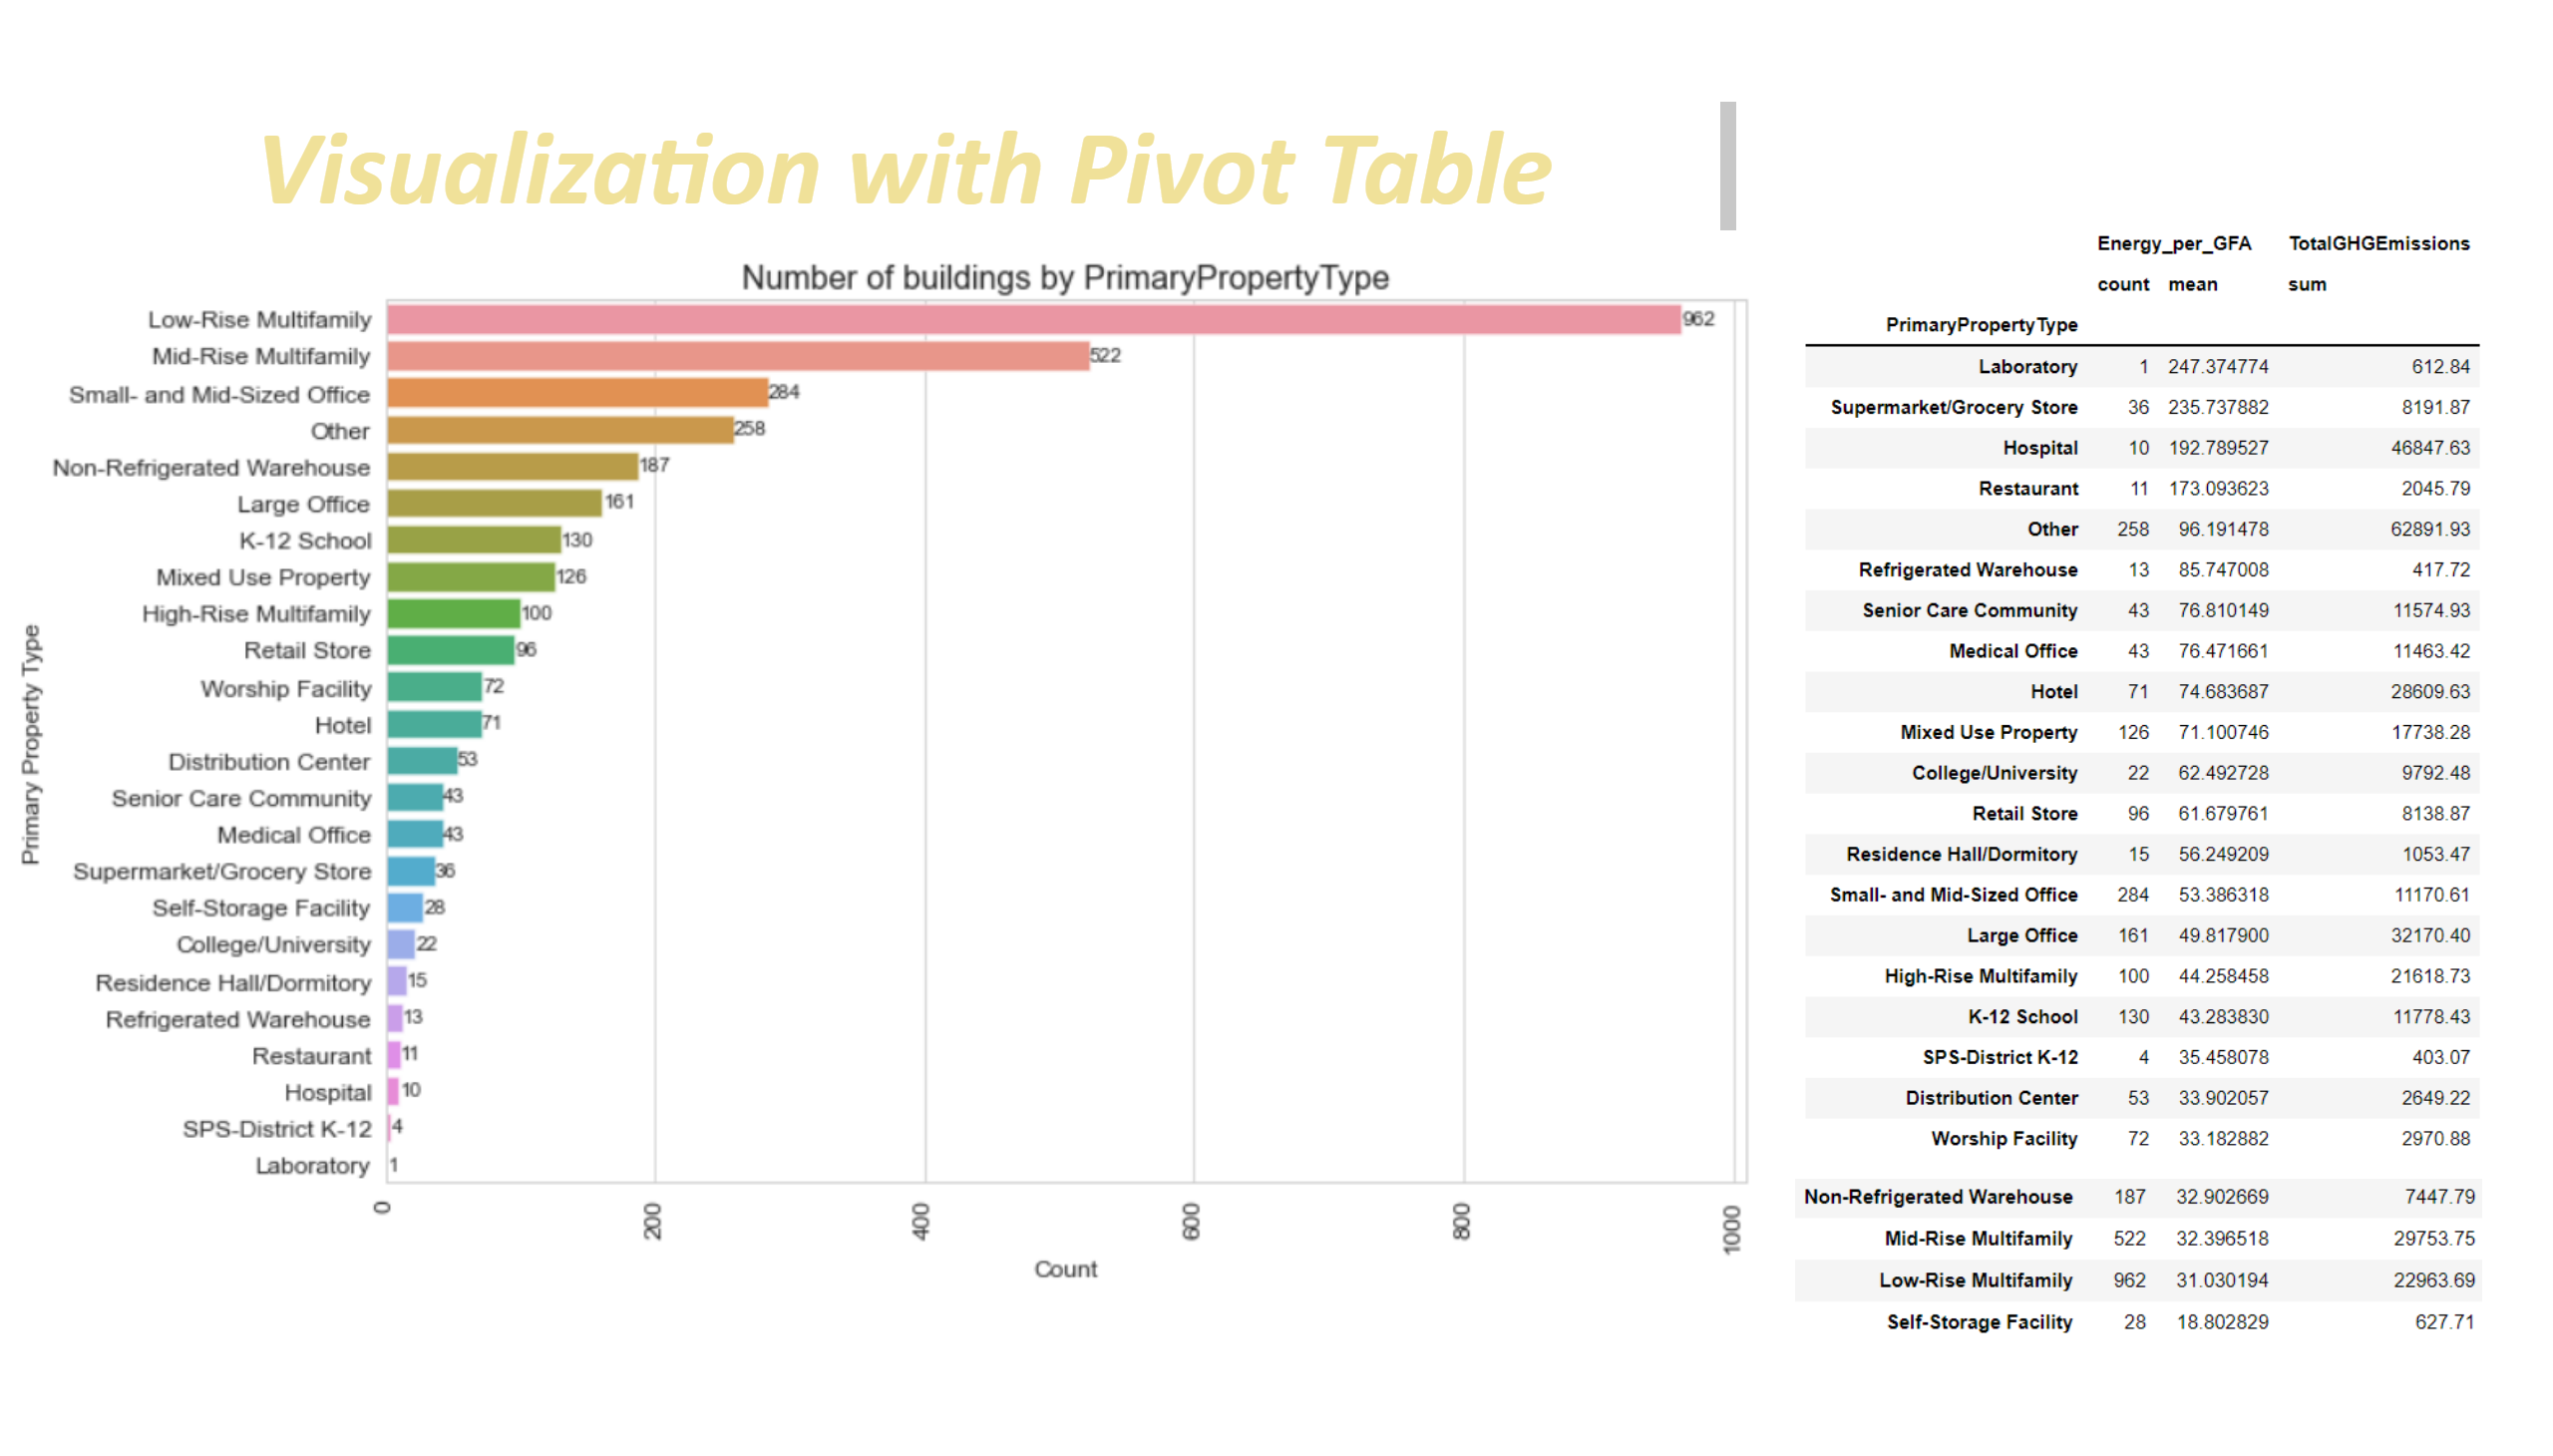 Visualization with Pivot Table
Number of buildings by PrimaryPropertyType
Primary Property Type
Low-Rise Multifamily 962
Mid-Rise Multifamily 522
Small- and Mid-Sized Office 284
Other 258
Non-Refrigerated Warehouse 187
Large Office 161
K-12 School 130
Mixed Use Property 126
High-Rise Multifamily 100
Retail Store 96
Worship Facility 72
Hotel 71
Distribution Center 53
Senior Care Community 43
Medical Office 43
Supermarket/Grocery Store 36
Self-Storage Facility 28
College/University 22
Residence Hall/Dormitory 15
Refrigerated Warehouse 13
Restaurant 11
Hospital 10
SPS-District K-12 4
Laboratory 1
0 200 400 600 800 1000
Count
Energy_per_GFA TotalGHGEmissions
count mean sum
PrimaryPropertyType
Laboratory 1 247.374774 612.84
Supermarket/Grocery Store 36 235.737882 8191.87
Hospital 10 192.789527 46847.63
Restaurant 11 173.093623 2045.79
Other 258 96.191478 62891.93
Refrigerated Warehouse 13 85.747008 417.72
Senior Care Community 43 76.810149 11574.93
Medical Office 43 76.471661 11463.42
Hotel 71 74.683687 28609.63
Mixed Use Property 126 71.100746 17738.28
College/University 22 62.492728 9792.48
Retail Store 96 61.679761 8138.87
Residence Hall/Dormitory 15 56.249209 1053.47
Small- and Mid-Sized Office 284 53.386318 11170.61
Large Office 161 49.817900 32170.40
High-Rise Multifamily 100 44.258458 21618.73
K-12 School 130 43.283830 11778.43
SPS-District K-12 4 35.458078 403.07
Distribution Center 53 33.902057 2649.22
Worship Facility 72 33.182882 2970.88
Non-Refrigerated Warehouse 187 32.902669 7447.79
Mid-Rise Multifamily 522 32.396518 29753.75
Low-Rise Multifamily 962 31.030194 22963.69
Self-Storage Facility 28 18.802829 627.71